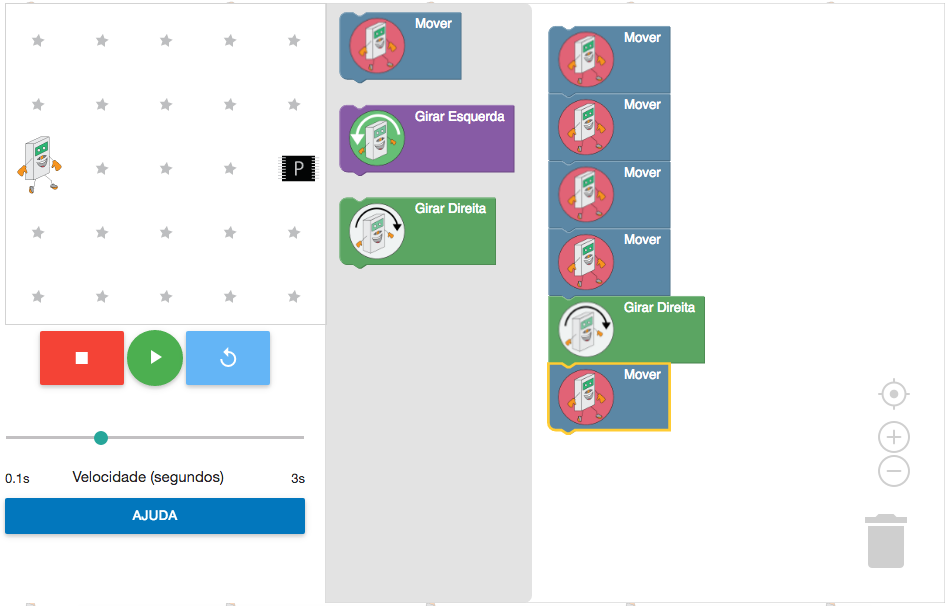 P
0.1s
Velocidade (segundos)
3s
AJUDA
Mover
Girar Esquerda
Girar Direita
Mover
Mover
Mover
Mover
Girar Direita
Mover